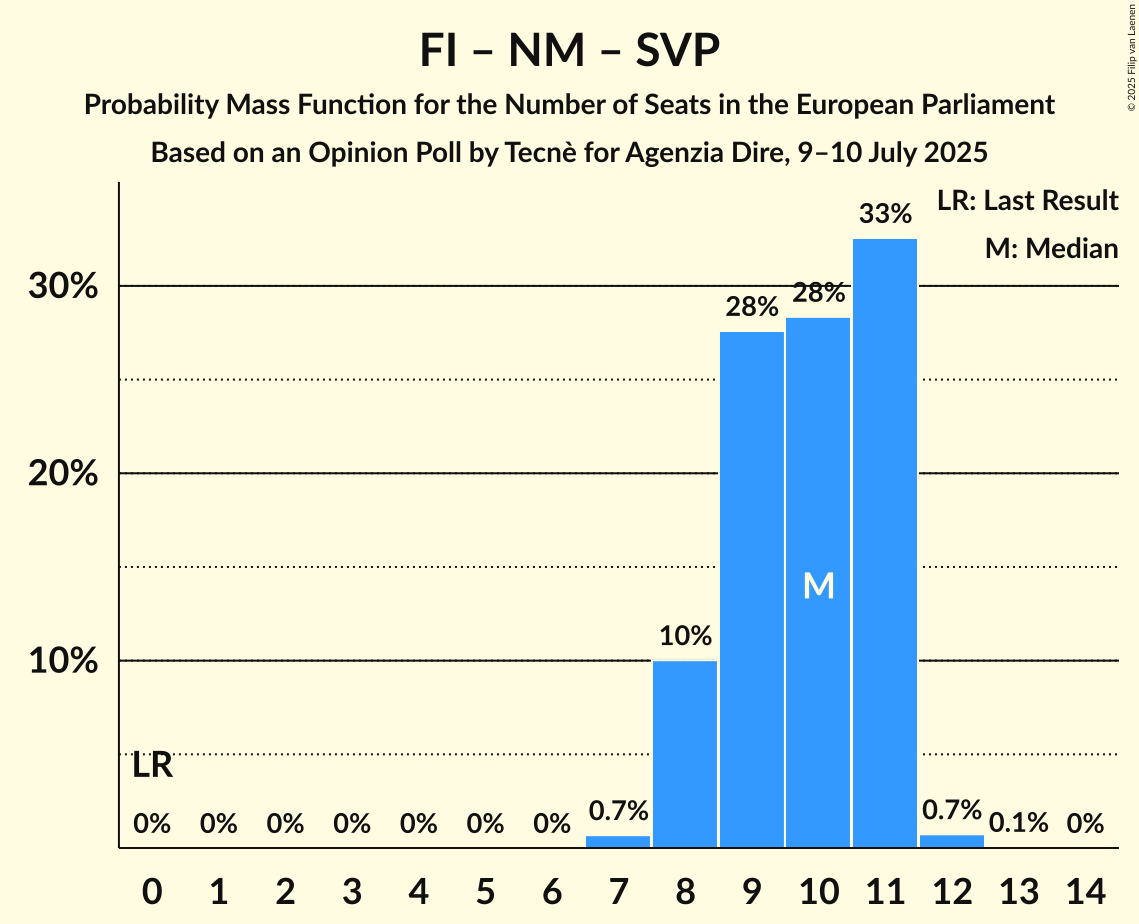 FI – NM – SVP
Probability Mass Function for the Number of Seats in the European Parliament
Based on an Opinion Poll by Tecnè for Agenzia Dire, 9–10 July 2025
© 2025 Filip van Laenen
LR: Last Result
M: Median
33%
30%
28%
28%
20%
M
10%
10%
LR
0%
0%
0%
0%
0%
0%
0%
0.7%
0.7%
0.1%
0%
0 1 2 3 4 5 6 7 8 9 10 11 12 13 14